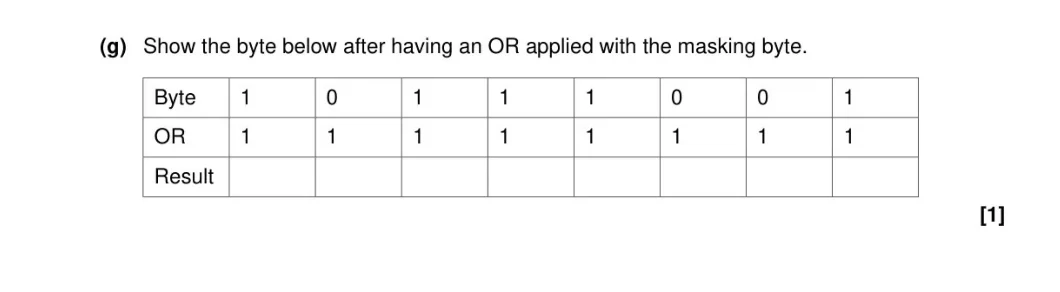 (g) Show the byte below after having an OR applied with the masking byte.
Byte 1 0 1 1 1 0 0 1
OR 1 1 1 1 1 1 1 1
Result
[1]